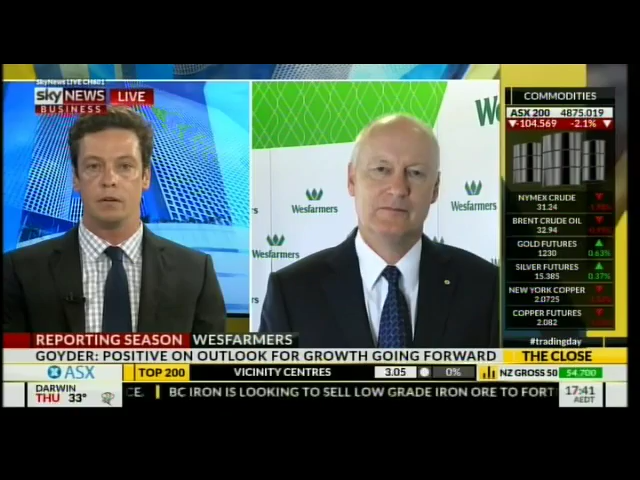 SkyNews LIVE CH601
sky NEWS LIVE
BUSINESS
Wesfarmers
Wesfarmers
Wesfarmers
COMMODITIES
ASX 200 4875.019
-104.569 -2.1%
NYMEX CRUDE
31.24
BRENT CRUDE OIL
32.94
GOLD FUTURES
1230 0.63%
SILVER FUTURES
15.385 0.37%
NEW YORK COPPER
2.0725
COPPER FUTURES
2.082
#tradingday
REPORTING SEASON WESFARMERS
GOYDER: POSITIVE ON OUTLOOK FOR GROWTH GOING FORWARD THE CLOSE
ASX TOP 200 VICINITY CENTRES 3.05 0% NZ GROSS 50 54.700
DARWIN
THU 33° CE. BC IRON IS LOOKING TO SELL LOW GRADE IRON ORE TO FORT 17:41
AEDT